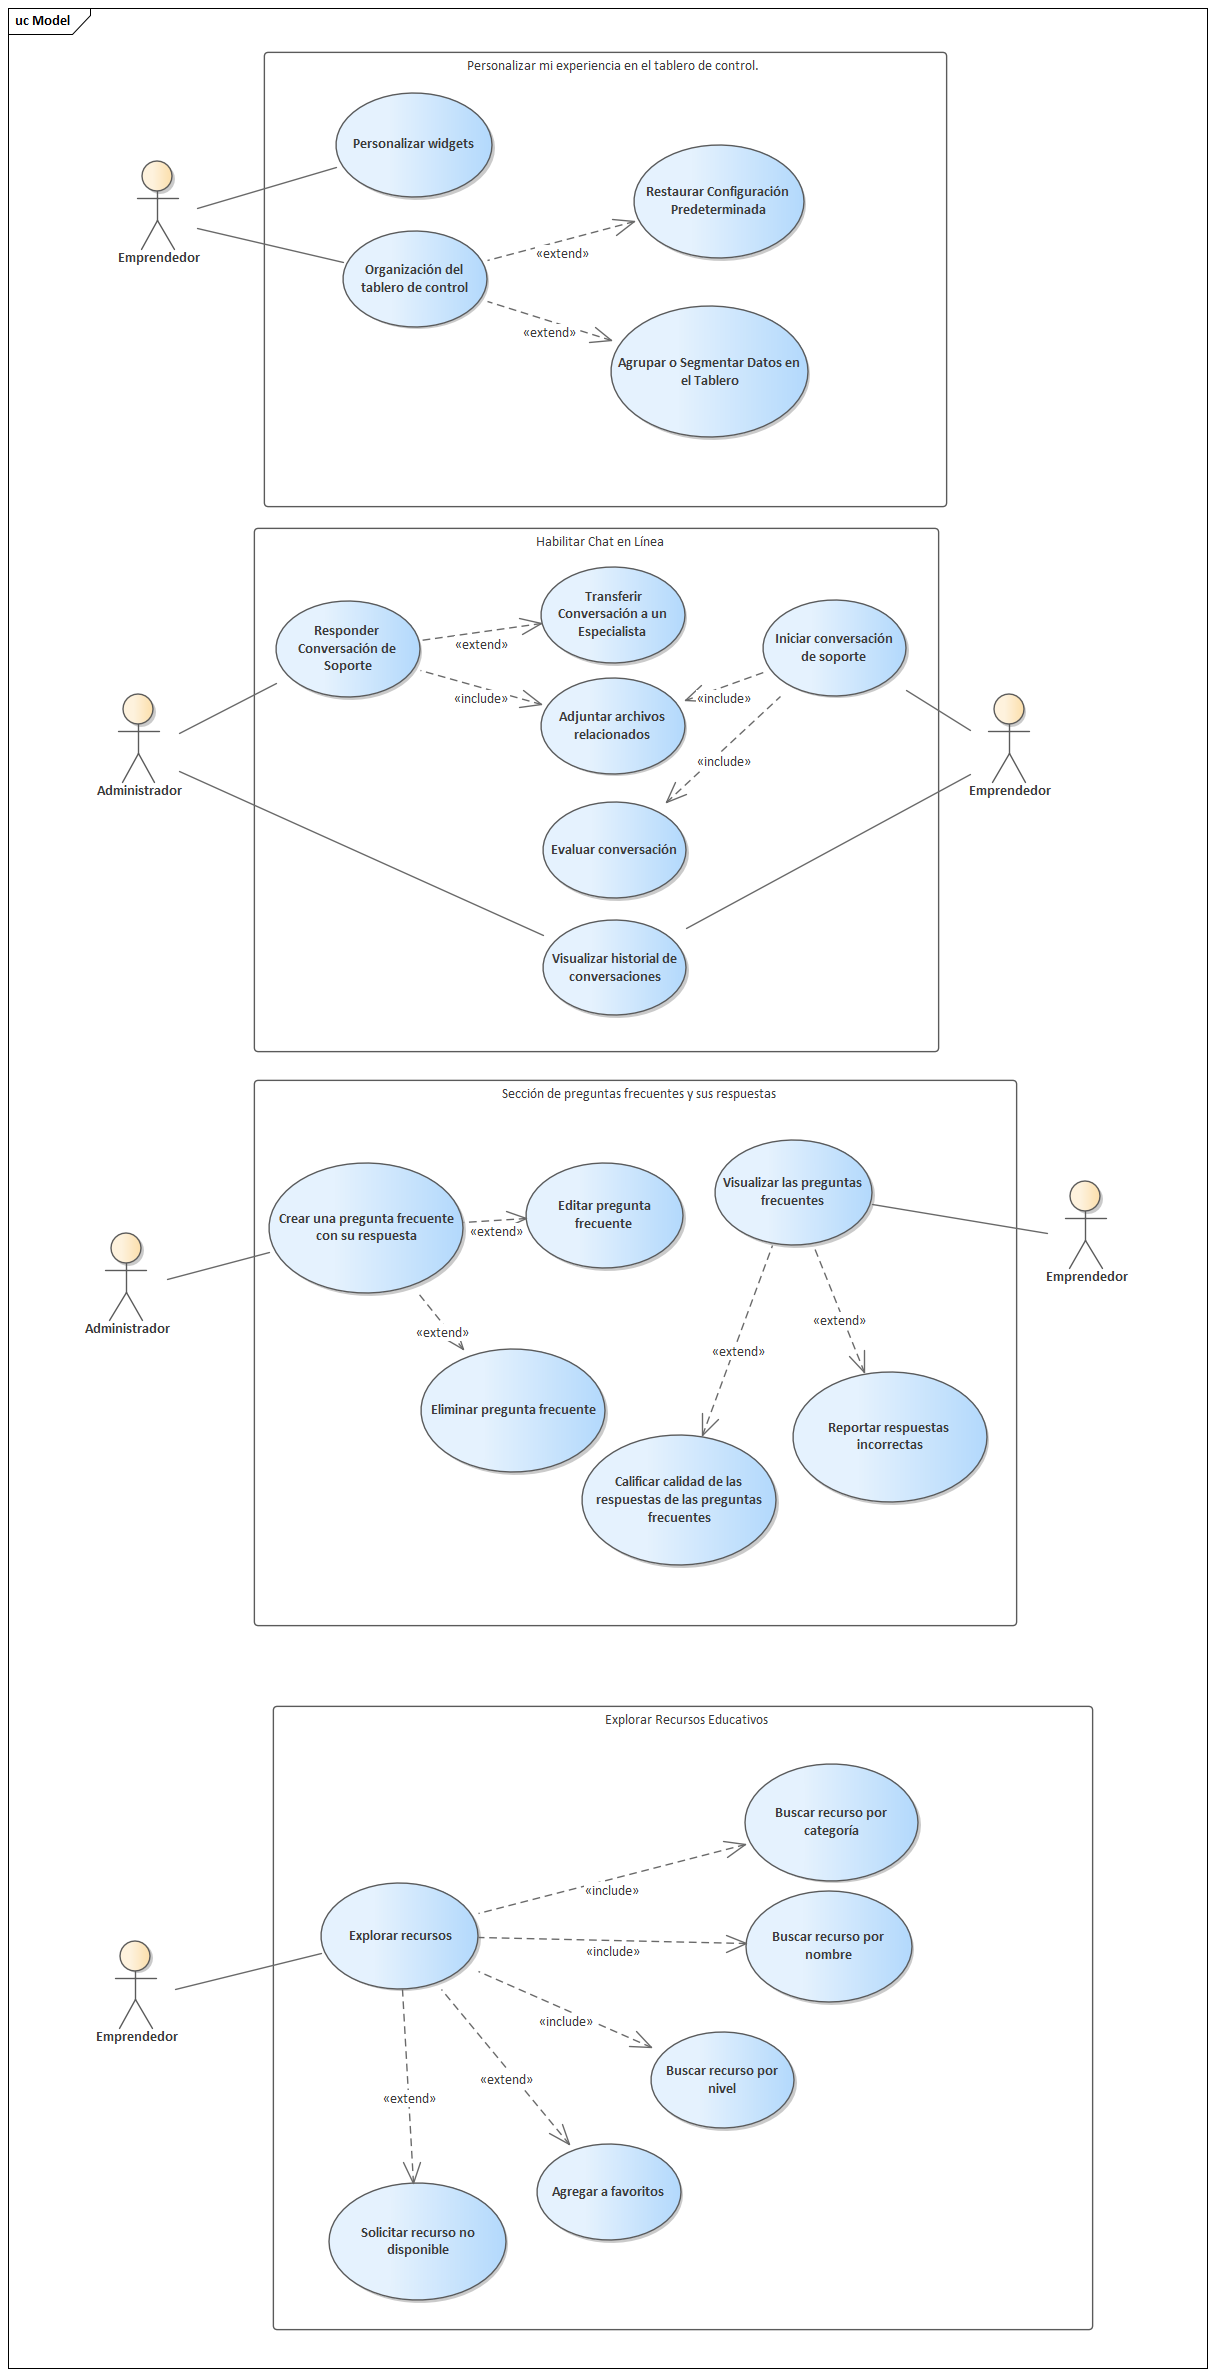 uc Model
Personalizar mi experiencia en el tablero de control.
Personalizar widgets
Restaurar Configuración
Predeterminada
Emprendedor
Organización del
tablero de control
«extend»
«extend»
Agrupar o Segmentar Datos en
el Tablero
Habilitar Chat en Línea
Transferir
Conversación a un
Especialista
Responder
Conversación de
Soporte
Iniciar conversación
de soporte
«extend»
«include»
«include»
Adjuntar archivos
relacionados
«include»
Administrador
Emprendedor
Evaluar conversación
Visualizar historial de
conversaciones
Sección de preguntas frecuentes y sus respuestas
Visualizar las preguntas
frecuentes
Editar pregunta
frecuente
Crear una pregunta frecuente
con su respuesta
«extend»
Emprendedor
Administrador
«extend»
«extend»
«extend»
Eliminar pregunta frecuente
Reportar respuestas
incorrectas
Calificar calidad de las
respuestas de las preguntas
frecuentes
Explorar Recursos Educativos
Buscar recurso por
categoría
«include»
Explorar recursos
Buscar recurso por
nombre
«include»
«include»
Emprendedor
Buscar recurso por
nivel
«extend»
«extend»
Agregar a favoritos
Solicitar recurso no
disponible